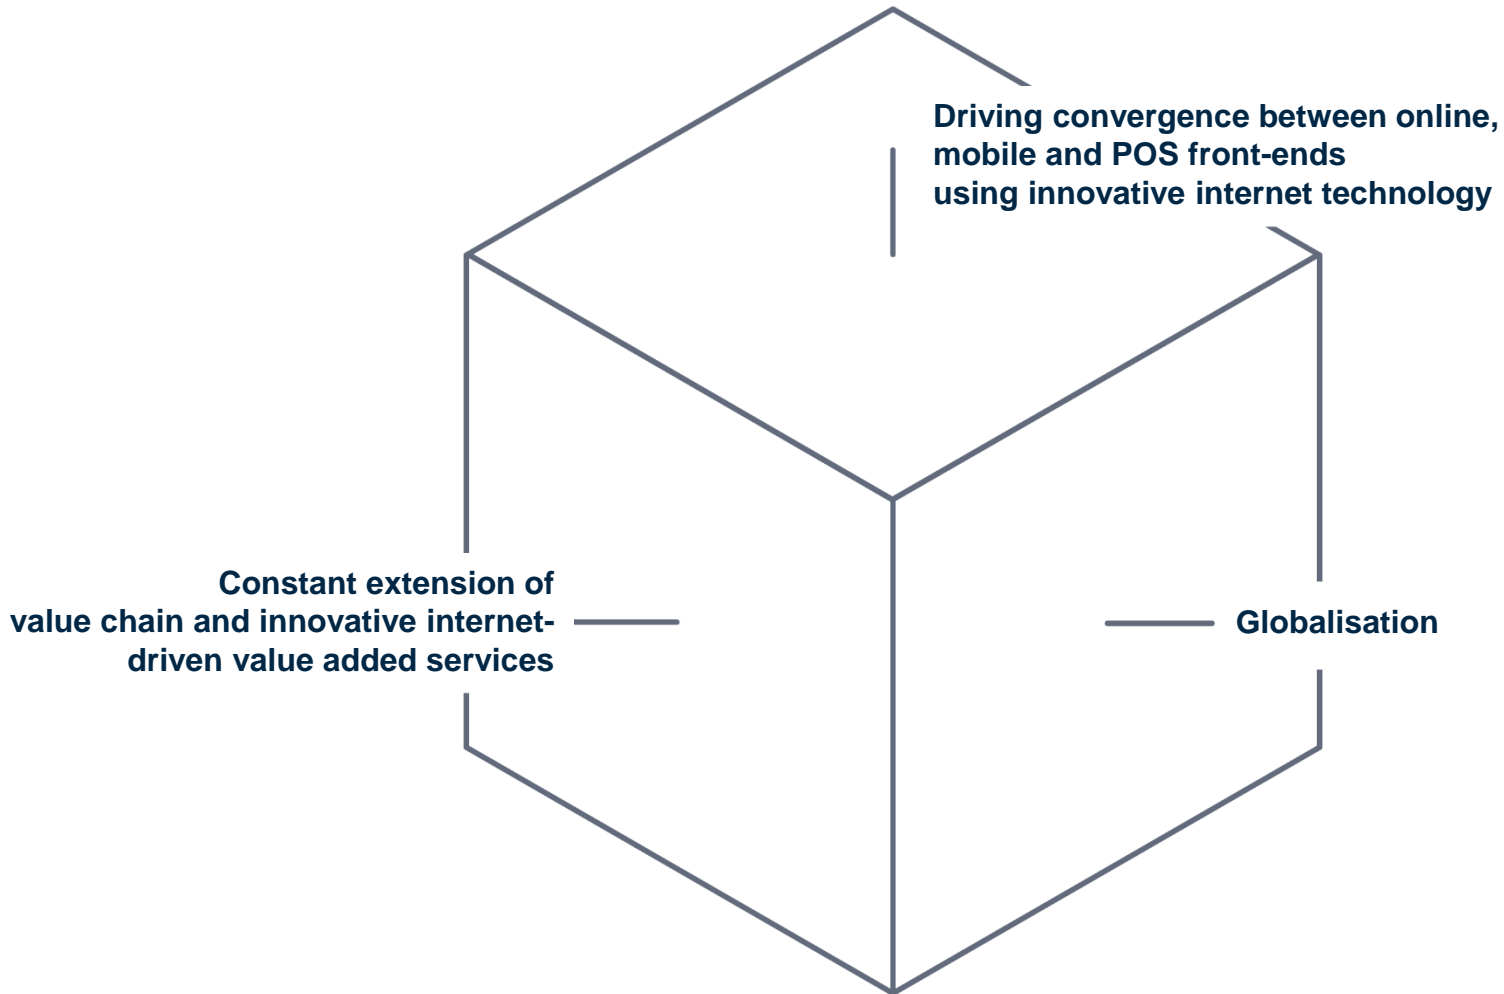 Driving convergence between online,
mobile and POS front-ends
using innovative internet technology
Constant extension of
value chain and innovative internet-
driven value added services
Globalisation